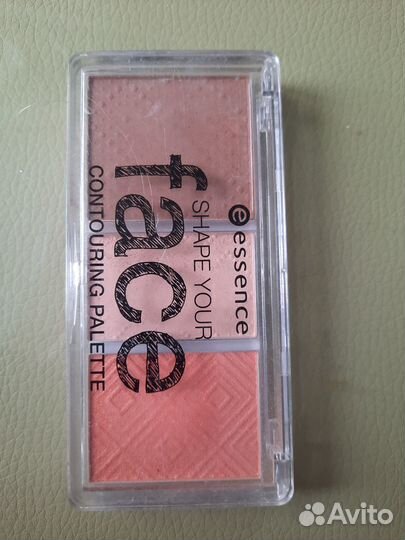 essence
SHAPE YOUR
face
CONTOURING PALETTE
Avito